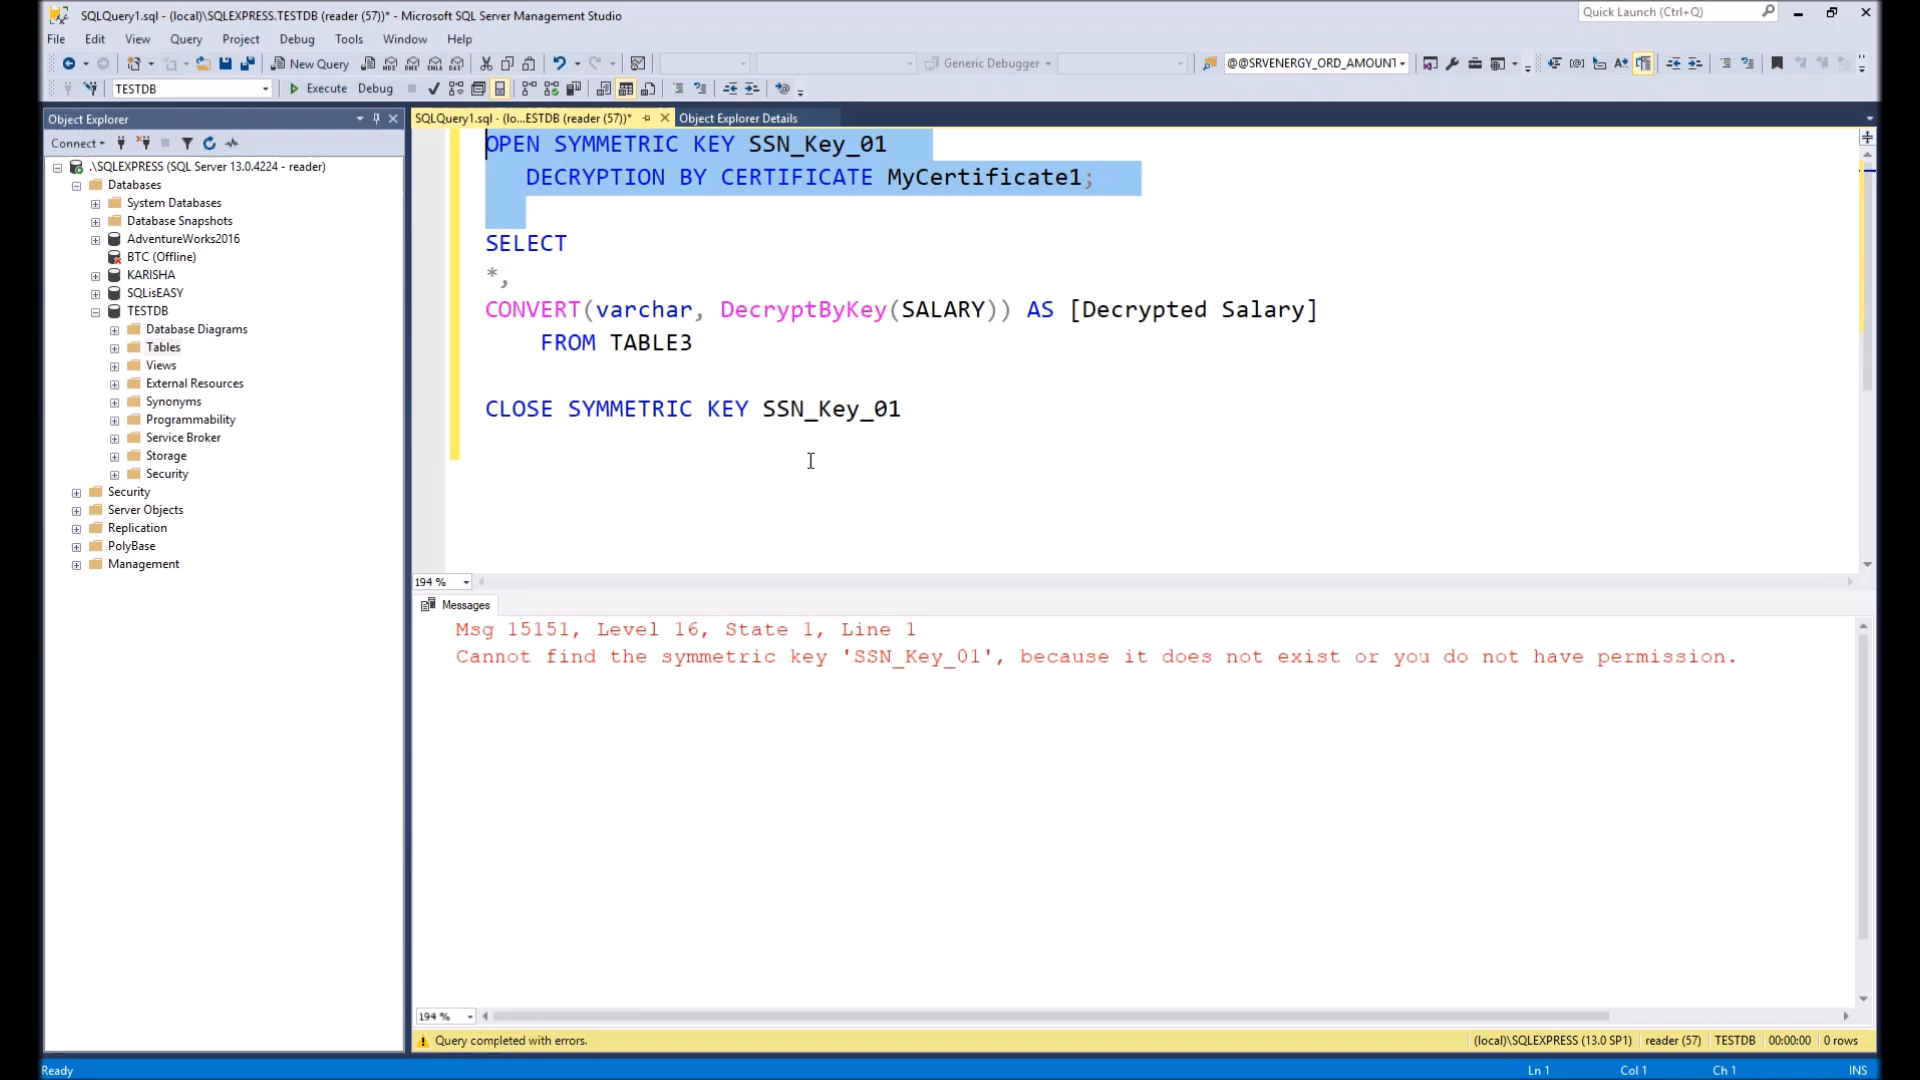 SQLQuery1.sql - (local)\SQLEXPRESS.TESTDB (reader (57))* - Microsoft SQL Server Management Studio
Quick Launch (Ctrl+Q)
File Edit View Query Project Debug Tools Window Help
New Query
Generic Debugger
@@SRVENERGY_ORD_AMOUNT
TESTDB
Execute Debug
Object Explorer
SQLQuery1.sql - (lo...ESTDB (reader (57))*
Object Explorer Details
Connect
.\SQLEXPRESS (SQL Server 13.0.4224 - reader)
Databases
System Databases
Database Snapshots
AdventureWorks2016
BTC (Offline)
KARISHA
SQLisEASY
TESTDB
Database Diagrams
Tables
Views
External Resources
Synonyms
Programmability
Service Broker
Storage
Security
Security
Server Objects
Replication
PolyBase
Management
OPEN SYMMETRIC KEY SSN_Key_01
DECRYPTION BY CERTIFICATE MyCertificate1;
SELECT
*,
CONVERT(varchar, DecryptByKey(SALARY)) AS [Decrypted Salary]
FROM TABLE3
CLOSE SYMMETRIC KEY SSN_Key_01
194 %
Messages
Msg 15151, Level 16, State 1, Line 1
Cannot find the symmetric key 'SSN_Key_01', because it does not exist or you do not have permission.
194 %
Query completed with errors.
(local)\SQLEXPRESS (13.0 SP1) reader (57) TESTDB 00:00:00 0 rows
Ready
Ln 1 Col 1 Ch 1 INS